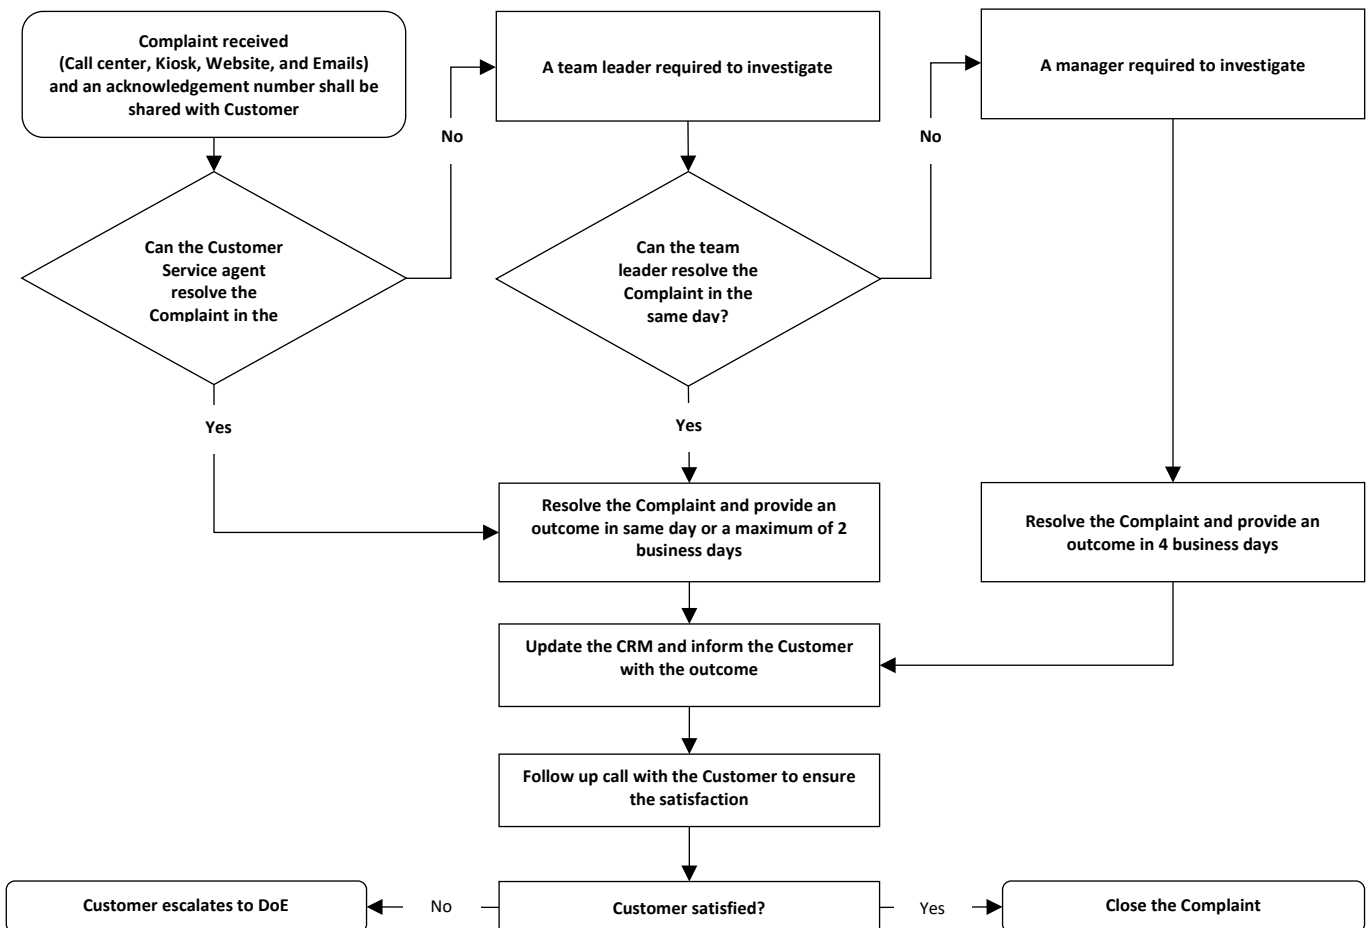 Complaint received
(Call center, Kiosk, Website, and Emails)
and an acknowledgement number shall be
shared with Customer
A team leader required to investigate
A manager required to investigate
No
No
Can the Customer
Service agent
resolve the
Complaint in the
Can the team
leader resolve the
Complaint in the
same day?
Yes
Yes
Resolve the Complaint and provide an
outcome in same day or a maximum of 2
business days
Resolve the Complaint and provide an
outcome in 4 business days
Update the CRM and inform the Customer
with the outcome
Follow up call with the Customer to ensure
the satisfaction
Customer escalates to DoE
No
Customer satisfied?
Yes
Close the Complaint